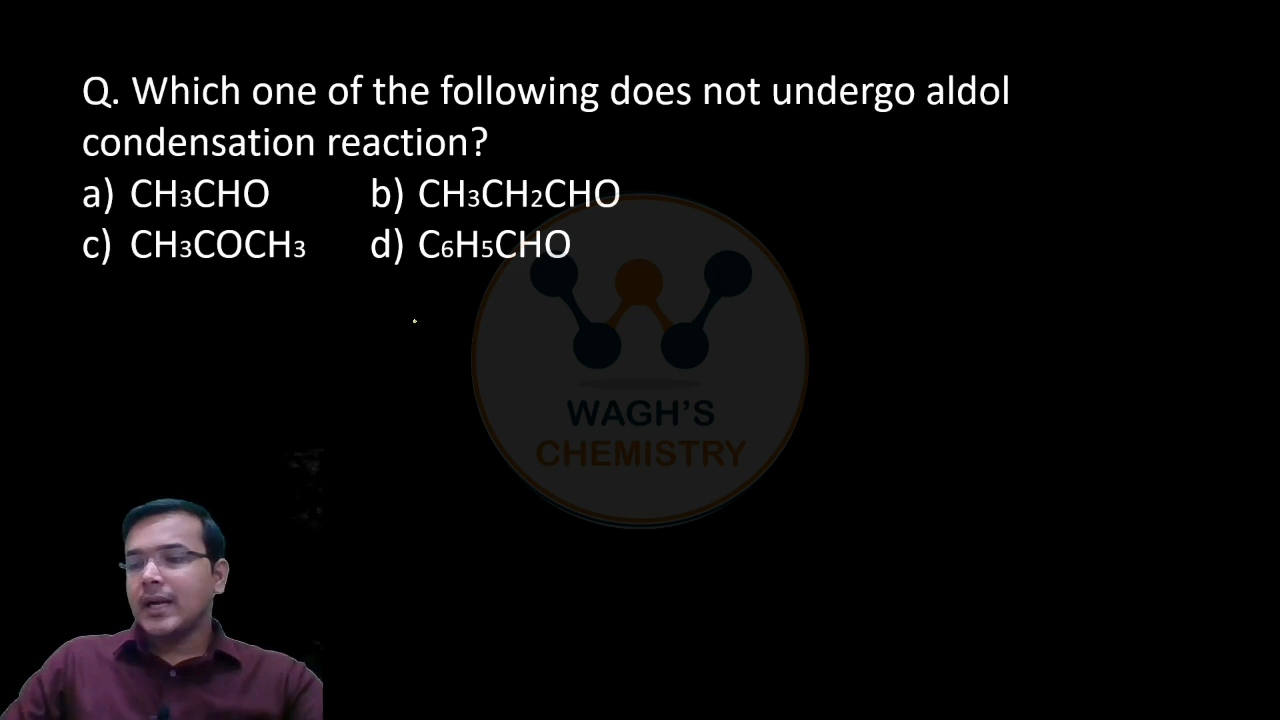 Q. Which one of the following does not undergo aldol
condensation reaction?
a) CH3CHO b) CH3CH2CHO
c) CH3COCH3 d) C6H5CHO
WAGH'S
CHEMISTRY